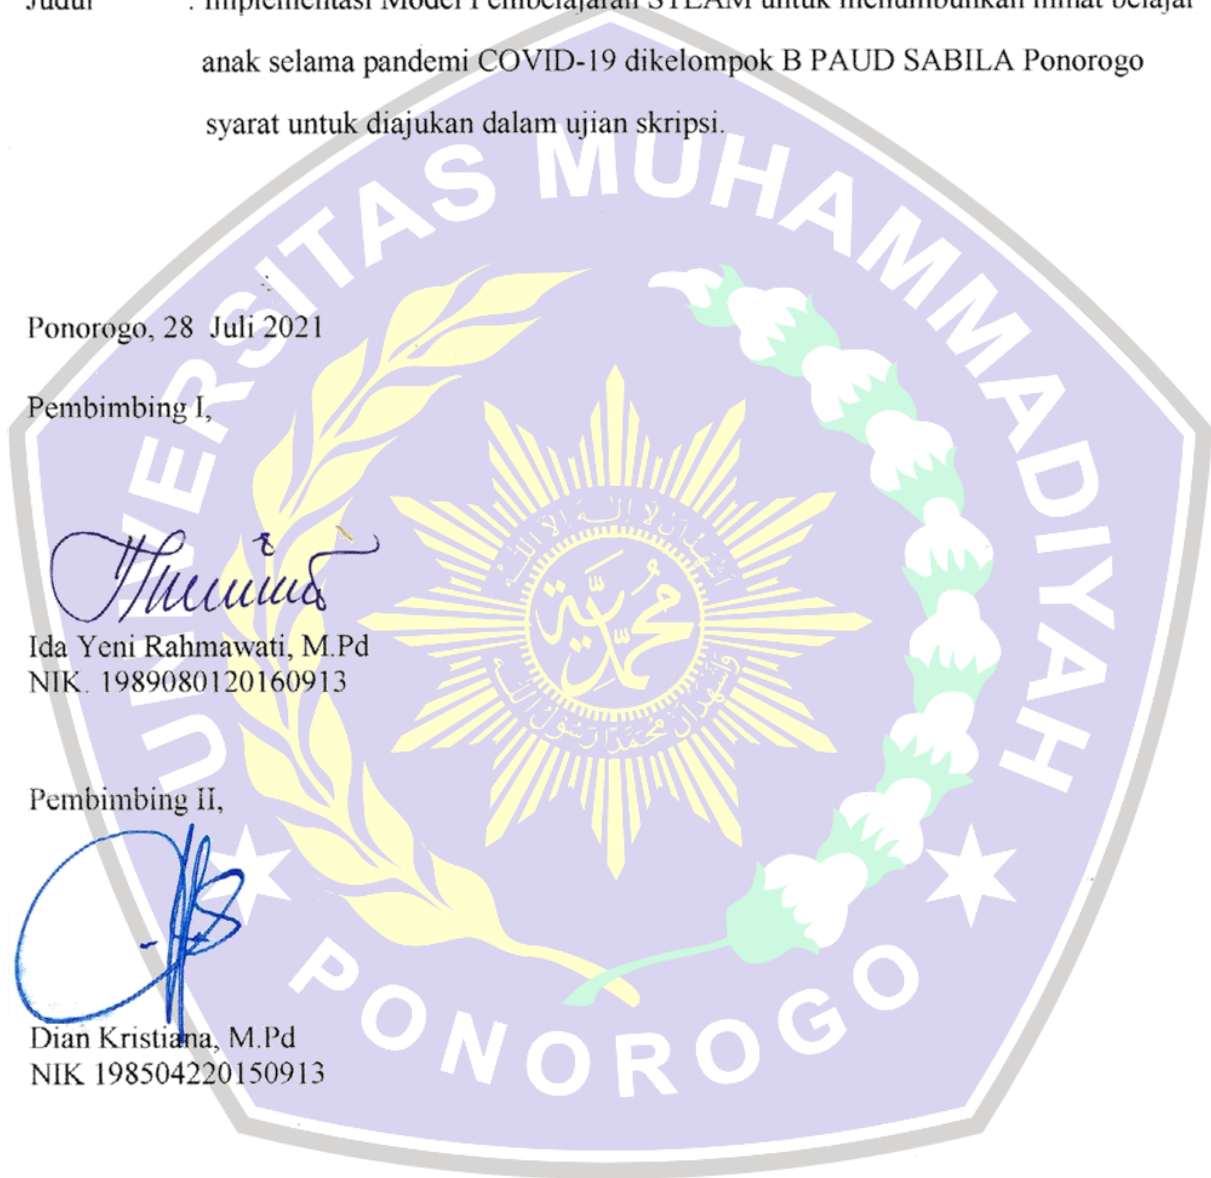 Judul : Implementasi Model Pembelajaran STEAM untuk menumbuhkan minat belajar
anak selama pandemi COVID-19 dikelompok B PAUD SABILA Ponorogo
syarat untuk diajukan dalam ujian skripsi.
UNIVERSITAS MUHAMMADIYAH
Ponorogo, 28 Juli 2021
Pembimbing I,
Ida Yeni Rahmawati, M.Pd
NIK. 1989080120160913
محمدية
Pembimbing II,
Dian Kristiana, M.Pd
NIK 198504220150913
PONOROGO